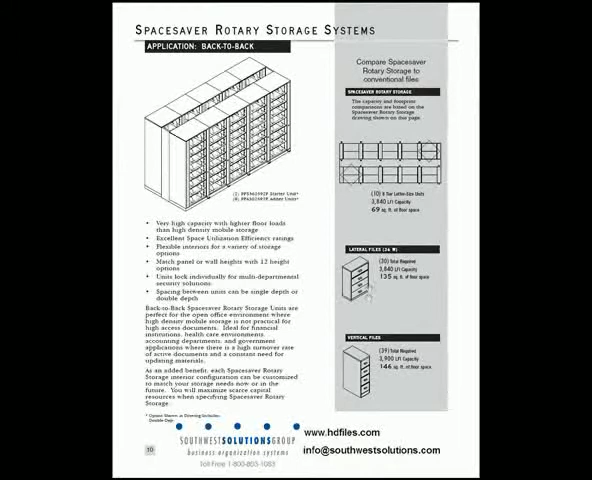 SPACESAVER ROTARY STORAGE SYSTEMS
APPLICATION: BACK-TO-BACK
• Very high capacity with lighter floor loads
than high density mobile storage
• Excellent Space Utilization Efficiency ratings
• Flexible interiors for a variety of storage
options
• Match panel or wall heights with 12 height
options
• Units lock individually for multi-departmental
security solutions.
• Spacing between units can be single depth or
double depth
Back-to-Back Spacesaver Rotary Storage Units are
perfect for the open office environment where
high density mobile storage is not practical for
high access documents. Ideal for financial
institutions, health care environments,
accounting departments, and government
applications where there is a high turnover rate
of active documents and a constant need for
updating materials.
As an added benefit, each Spacesaver Rotary
Storage interior configuration can be customized
to match your storage needs now or in the
future. You will maximize scarce capital
resources when specifying Spacesaver Rotary
Storage.
* Option Shown in Drawing Includes:
Double Deep
Compare Spacesaver
Rotary Storage to
conventional files
SPACESAVER ROTARY STORAGE
The capacity and footprint
comparisons are based on the
Spacesaver Rotary Storage
drawing shown on this page.
(10) 8 Tier Letter-Size Units
3,840 LFI Capacity
69 sq. ft. of floor space
LATERAL FILES (36 W)
(30) Total Required
3,840 LFI Capacity
135 sq. ft. of floor space
VERTICAL FILES
(39) Total Required
3,900 LFI Capacity
146 sq. ft. of floor space
10
SOUTHWESTSOLUTIONSGROUP
business organization systems
Toll Free 1-800-803-1083
www.hdfiles.com
info@southwestsolutions.com